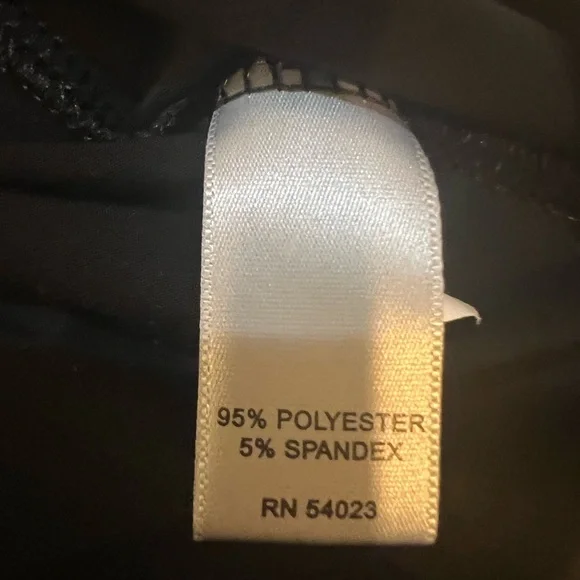 95% POLYESTER
5% SPANDEX
RN 54023